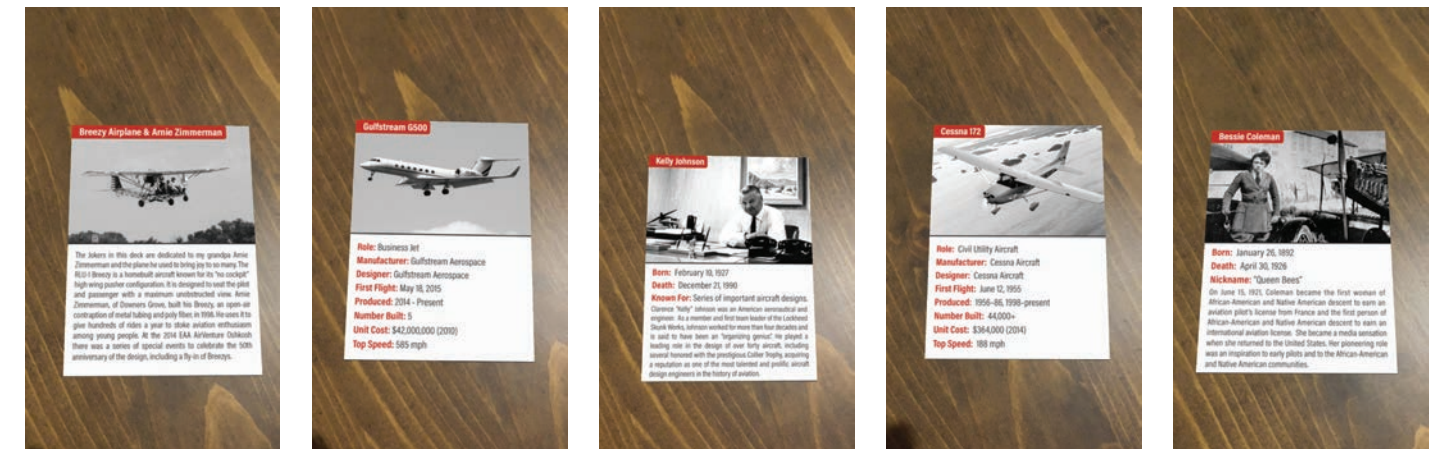 Breezy Airplane & Arnie Zimmerman
The Jokers in this deck are dedicated to my grandpa Arnie
Zimmerman and the plane he used to bring joy to so many. The
RLU-1 Breezy is a homebuilt aircraft known for its "no cockpit"
high wing pusher configuration. It is designed to seat the pilot
and passenger with a maximum unobstructed view. Arnie
Zimmerman, of Downers Grove, built his Breezy, an open-air
contraption of metal tubing and poly fiber, in 1998. He uses it to
give hundreds of rides a year to stoke aviation enthusiasm
among young people. At the 2014 EAA AirVenture Oshkosh
there was a series of special events to celebrate the 50th
anniversary of the design, including a fly-in of Breezys.
Gulfstream G500
Role: Business Jet
Manufacturer: Gulfstream Aerospace
Designer: Gulfstream Aerospace
First Flight: May 18, 2015
Produced: 2014 - Present
Number Built: 5
Unit Cost: $42,000,000 (2010)
Top Speed: 585 mph
Kelly Johnson
Born: February 10, 1927
Death: December 21, 1990
Known For: Series of important aircraft designs.
Clarence "Kelly" Johnson was an American aeronautical and
engineer. As a member and first team leader of the Lockheed
Skunk Works, Johnson worked for more than four decades and
is said to have been an "organizing genius". He played a
leading role in the design of over forty aircraft, including
several honored with the prestigious Collier Trophy, acquiring
a reputation as one of the most talented and prolific aircraft
design engineers in the history of aviation.
Cessna 172
Role: Civil Utility Aircraft
Manufacturer: Cessna Aircraft
Designer: Cessna Aircraft
First Flight: June 12, 1955
Produced: 1956-86, 1998-present
Number Built: 44,000+
Unit Cost: $364,000 (2014)
Top Speed: 188 mph
Bessie Coleman
Born: January 26, 1892
Death: April 30, 1926
Nickname: "Queen Bees"
On June 15, 1921, Coleman became the first woman of
African-American and Native American descent to earn an
aviation pilot's license from France and the first person of
African-American and Native American descent to earn an
international aviation license. She became a media sensation
when she returned to the United States. Her pioneering role
was an inspiration to early pilots and to the African-American
and Native American communities.